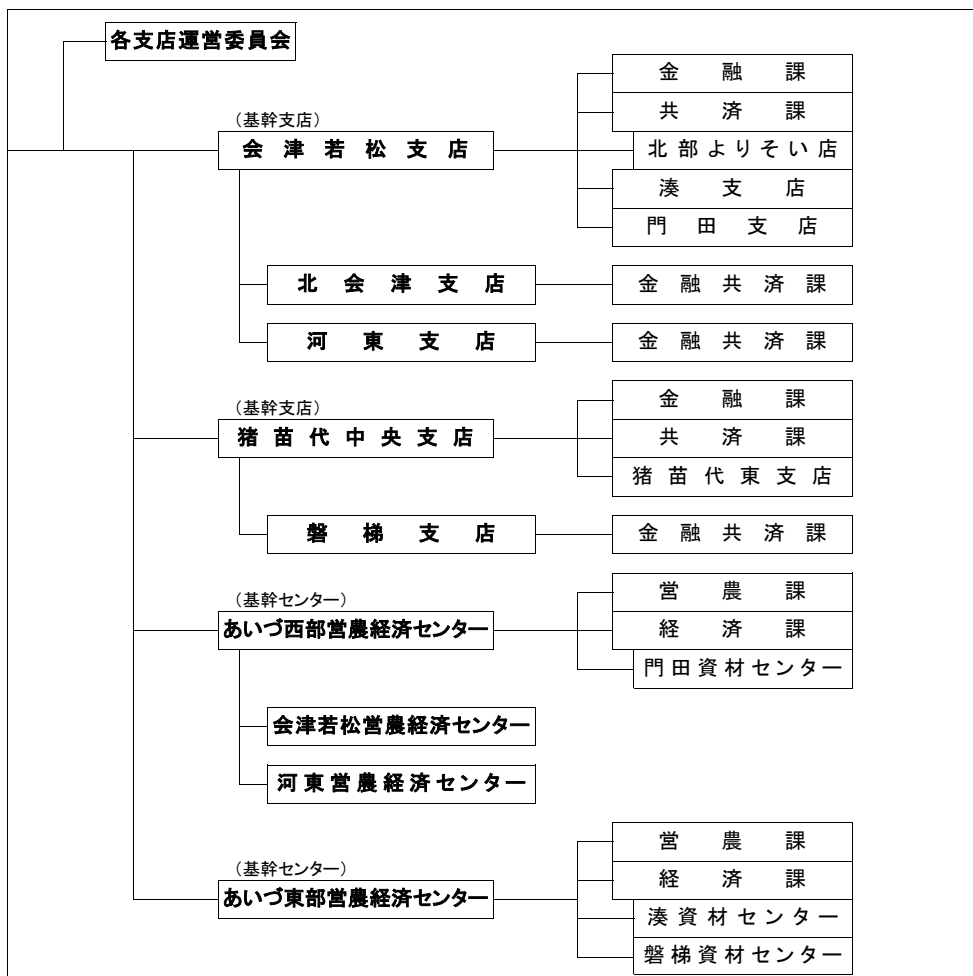 各支店運営委員会
金融課
共済課
(基幹支店)
会津若松支店
北部よりそい店
湊支店
門田支店
北会津支店
金融共済課
河東支店
金融共済課
(基幹支店)
猪苗代中央支店
金融課
共済課
猪苗代東支店
磐梯支店
金融共済課
(基幹センター)
あいづ西部営農経済センター
営農課
経済課
門田資材センター
会津若松営農経済センター
河東営農経済センター
(基幹センター)
あいづ東部営農経済センター
営農課
経済課
湊資材センター
磐梯資材センター